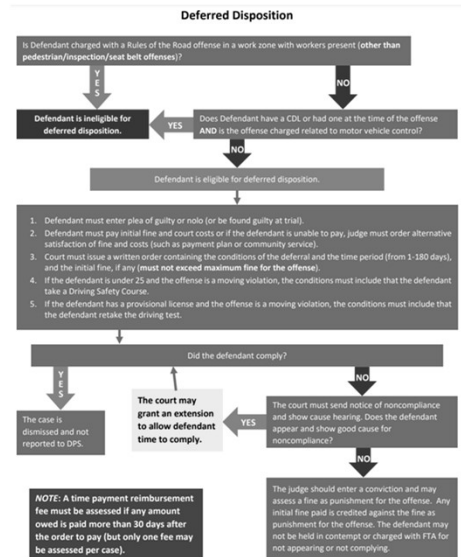 Deferred Disposition
Is Defendant charged with a Rules of the Road offense in a work zone with workers present (other than
pedestrian/inspection/seat belt offenses)?
YES
NO
Defendant is ineligible for
deferred disposition.
YES
Does Defendant have a CDL or had one at the time of the offense
AND is the offense charged related to motor vehicle control?
NO
Defendant is eligible for deferred disposition.
1. Defendant must enter plea of guilty or nolo (or be found guilty at trial).
2. Defendant must pay initial fine and court costs or if the defendant is unable to pay, judge must order alternative
satisfaction of fine and costs (such as payment plan or community service).
3. Court must issue a written order containing the conditions of the deferral and the time period (from 1-180 days),
and the initial fine, if any (must not exceed maximum fine for the offense).
4. If the defendant is under 25 and the offense is a moving violation, the conditions must include that the defendant
take a Driving Safety Course.
5. If the defendant has a provisional license and the offense is a moving violation, the conditions must include that
the defendant retake the driving test.
Did the defendant comply?
YES
NO
The case is
dismissed and not
reported to DPS.
The court may
grant an extension
to allow defendant
time to comply.
YES
The court must send notice of noncompliance
and show cause hearing. Does the defendant
appear and show good cause for
noncompliance?
NO
NOTE: A time payment reimbursement
fee must be assessed if any amount
owed is paid more than 30 days after
the order to pay (but only one fee may
be assessed per case).
The judge should enter a conviction and may
assess a fine as punishment for the offense. Any
initial fine paid is credited against the fine as
punishment for the offense. The defendant may
not be held in contempt or charged with FTA for
not appearing or not complying.